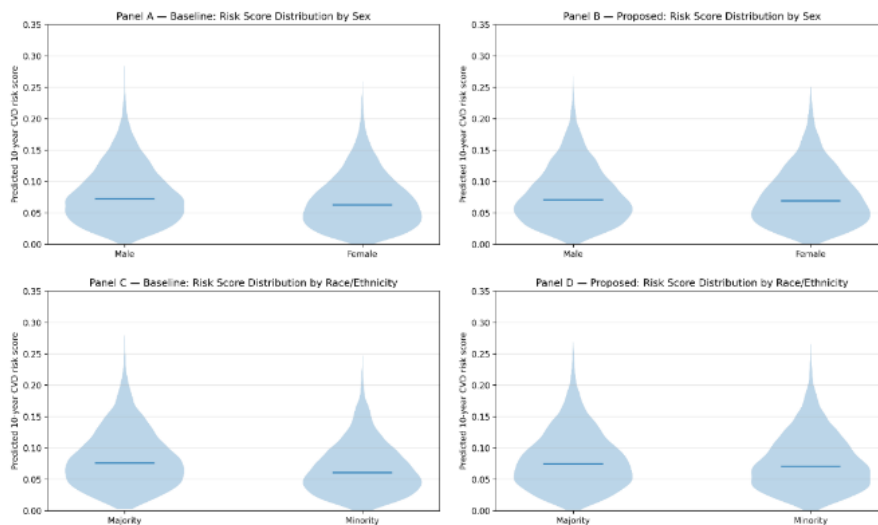 Panel A — Baseline: Risk Score Distribution by Sex
Predicted 10-year CVD risk score
0.35
0.30
0.25
0.20
0.15
0.10
0.05
0.00
Male Female
Panel B — Proposed: Risk Score Distribution by Sex
Predicted 10-year CVD risk score
0.35
0.30
0.25
0.20
0.15
0.10
0.05
0.00
Male Female
Panel C — Baseline: Risk Score Distribution by Race/Ethnicity
Predicted 10-year CVD risk score
0.35
0.30
0.25
0.20
0.15
0.10
0.05
0.00
Majority Minority
Panel D — Proposed: Risk Score Distribution by Race/Ethnicity
Predicted 10-year CVD risk score
0.35
0.30
0.25
0.20
0.15
0.10
0.05
0.00
Majority Minority